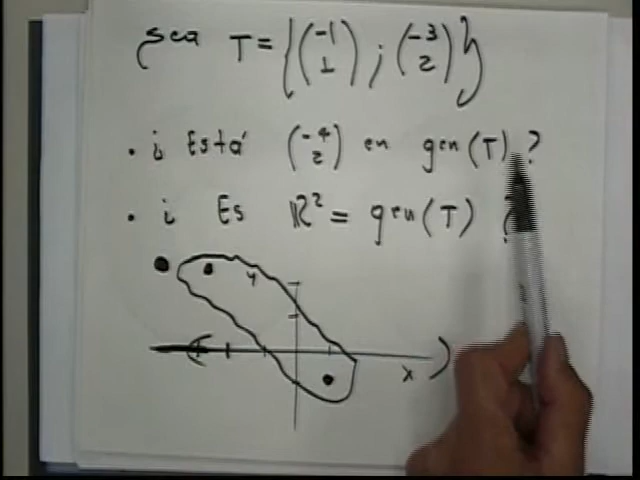 Sea T = {(-1 1) ; (-3 2)}
. ¿ Está (-4 2) en gen(T) ?
. ¿ Es ℝ² = gen(T) ?
y
x